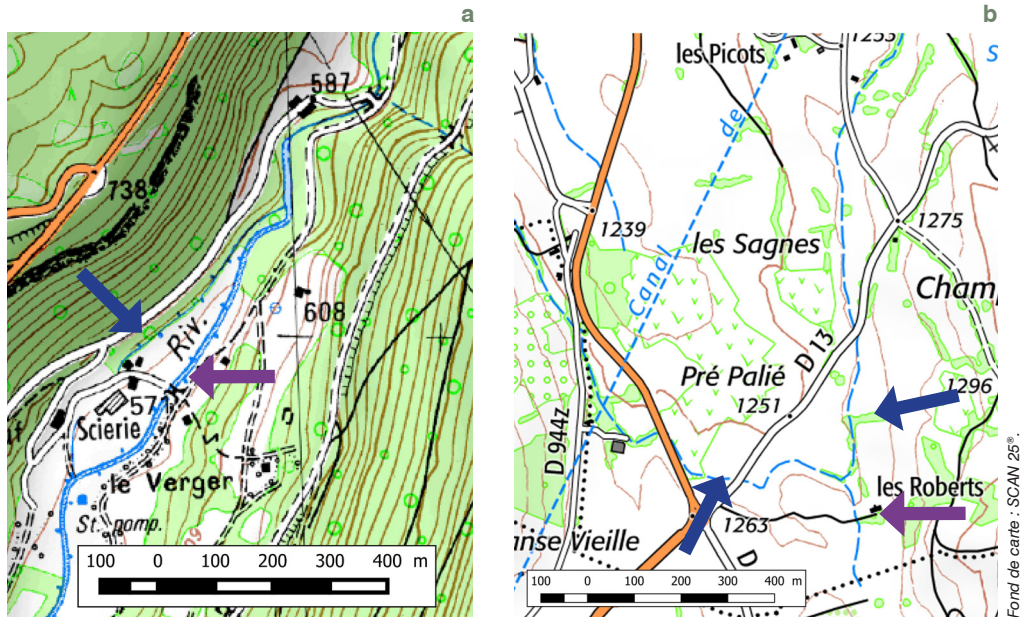 a
587
738
608
Riv.
57
Scierie
le Verger
St. pomp.
100 0 100 200 300 400 m
b
1253
les Picots
S
de
1239
1275
les Sagnes
Canal
Cham
D 13
Pré Palié
1296
1251
D 944z
les Roberts
1263
anse Vieille
D
100 0 100 200 300 400 m
Fond de carte : SCAN 25®.